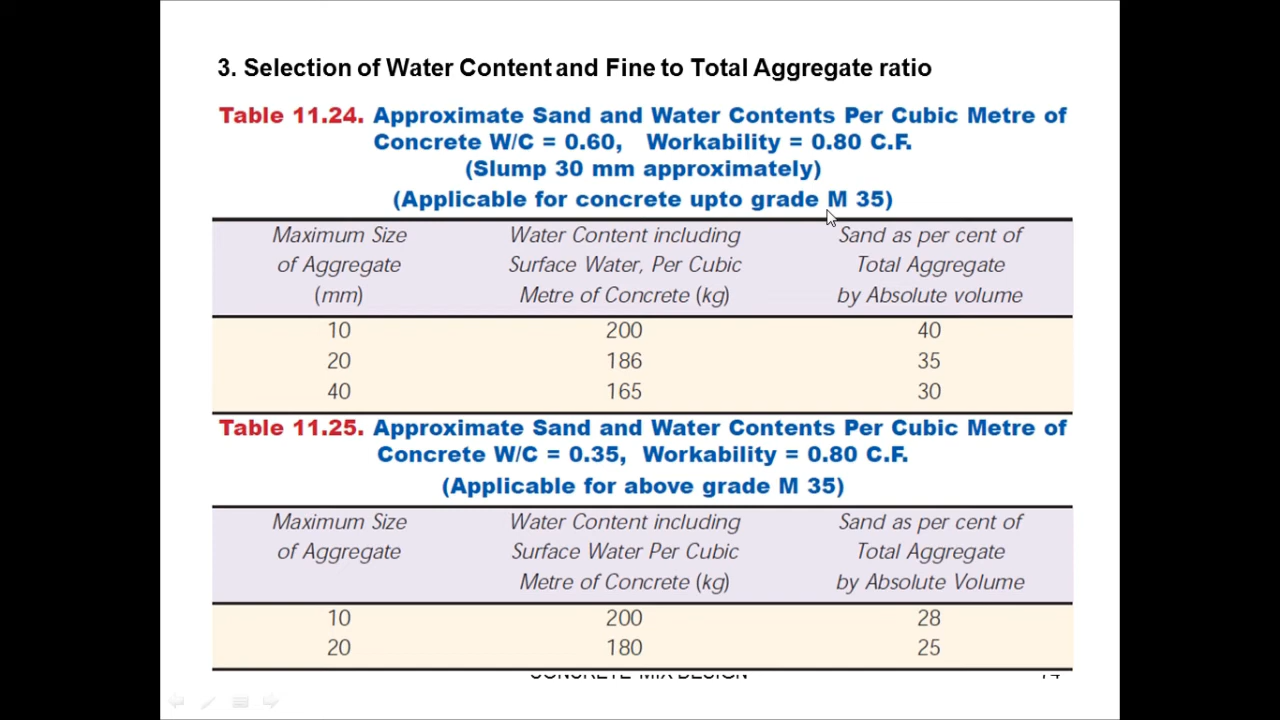 3. Selection of Water Content and Fine to Total Aggregate ratio
Table 11.24. Approximate Sand and Water Contents Per Cubic Metre of
Concrete W/C = 0.60, Workability = 0.80 C.F.
(Slump 30 mm approximately)
(Applicable for concrete upto grade M 35)
Maximum Size Water Content including Sand as per cent of
of Aggregate Surface Water, Per Cubic Total Aggregate
(mm) Metre of Concrete (kg) by Absolute volume
10 200 40
20 186 35
40 165 30
Table 11.25. Approximate Sand and Water Contents Per Cubic Metre of
Concrete W/C = 0.35, Workability = 0.80 C.F.
(Applicable for above grade M 35)
Maximum Size Water Content including Sand as per cent of
of Aggregate Surface Water Per Cubic Total Aggregate
Metre of Concrete (kg) by Absolute Volume
10 200 28
20 180 25
CONCRETE MIX DESIGN